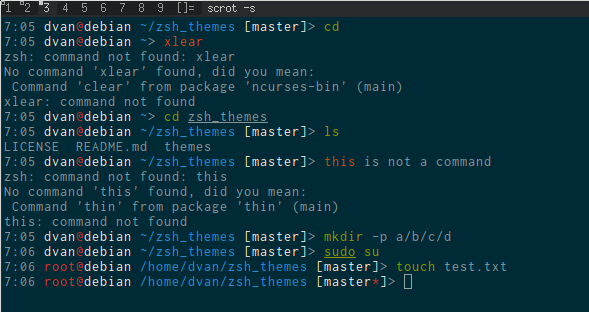 1 2 3 4 5 6 7 8 9 []= scrot -s
7:05 dvan@debian ~/zsh_themes [master]> cd
7:05 dvan@debian ~> xlear
zsh: command not found: xlear
No command 'xlear' found, did you mean:
 Command 'clear' from package 'ncurses-bin' (main)
xlear: command not found
7:05 dvan@debian ~> cd zsh_themes
7:05 dvan@debian ~/zsh_themes [master]> ls
LICENSE  README.md  themes
7:05 dvan@debian ~/zsh_themes [master]> this is not a command
zsh: command not found: this
No command 'this' found, did you mean:
 Command 'thin' from package 'thin' (main)
this: command not found
7:05 dvan@debian ~/zsh_themes [master]> mkdir -p a/b/c/d
7:06 dvan@debian ~/zsh_themes [master]> sudo su
7:06 root@debian /home/dvan/zsh_themes [master]> touch test.txt
7:06 root@debian /home/dvan/zsh_themes [master*]>